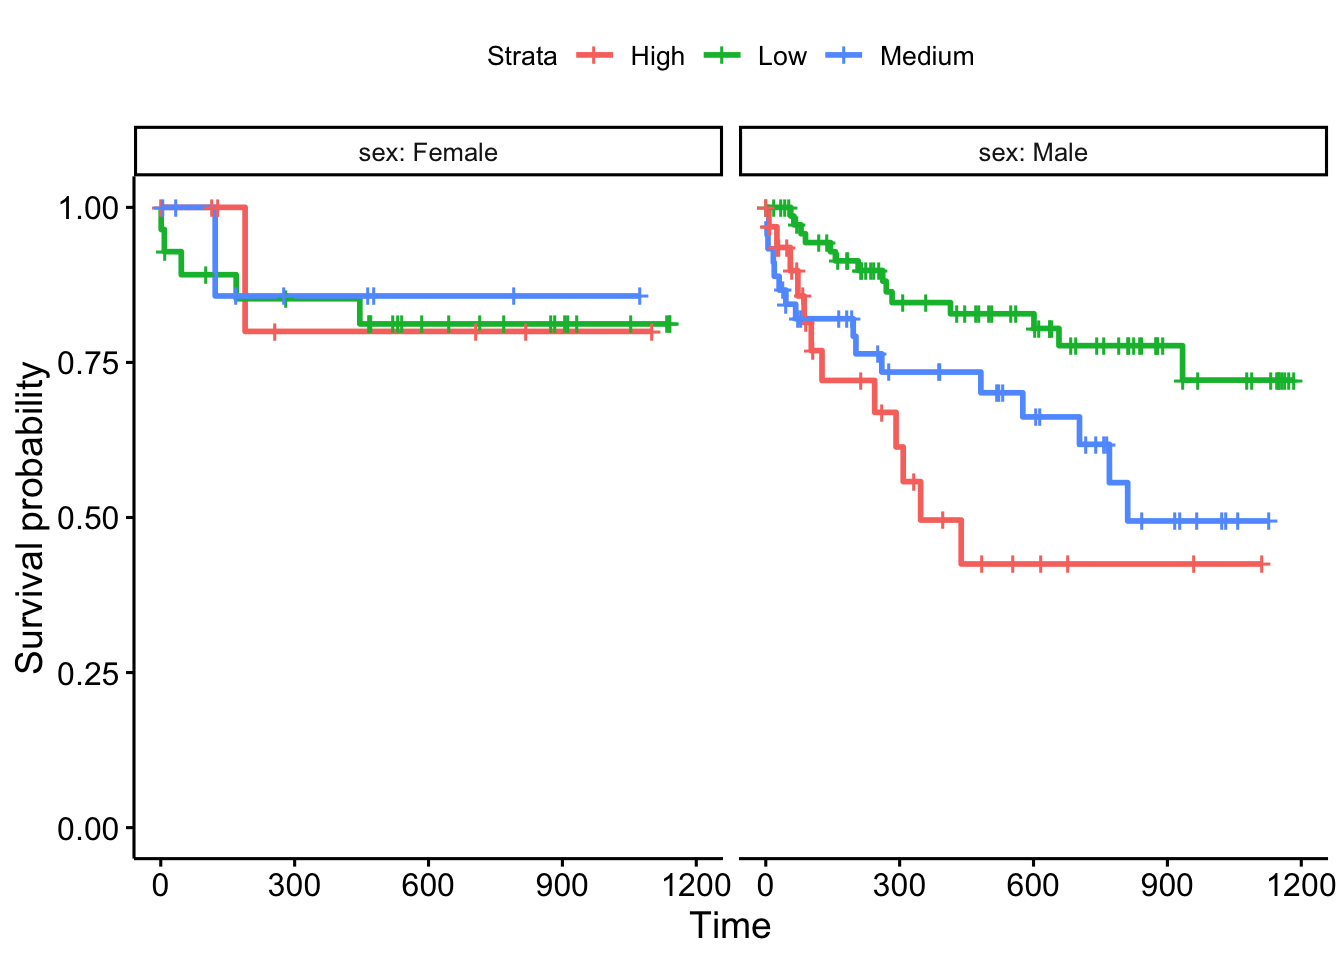 Strata High Low Medium
sex: Female sex: Male
1.00
0.75
0.50
0.25
0.00
Survival probability
0 300 600 900 1200 0 300 600 900 1200
Time